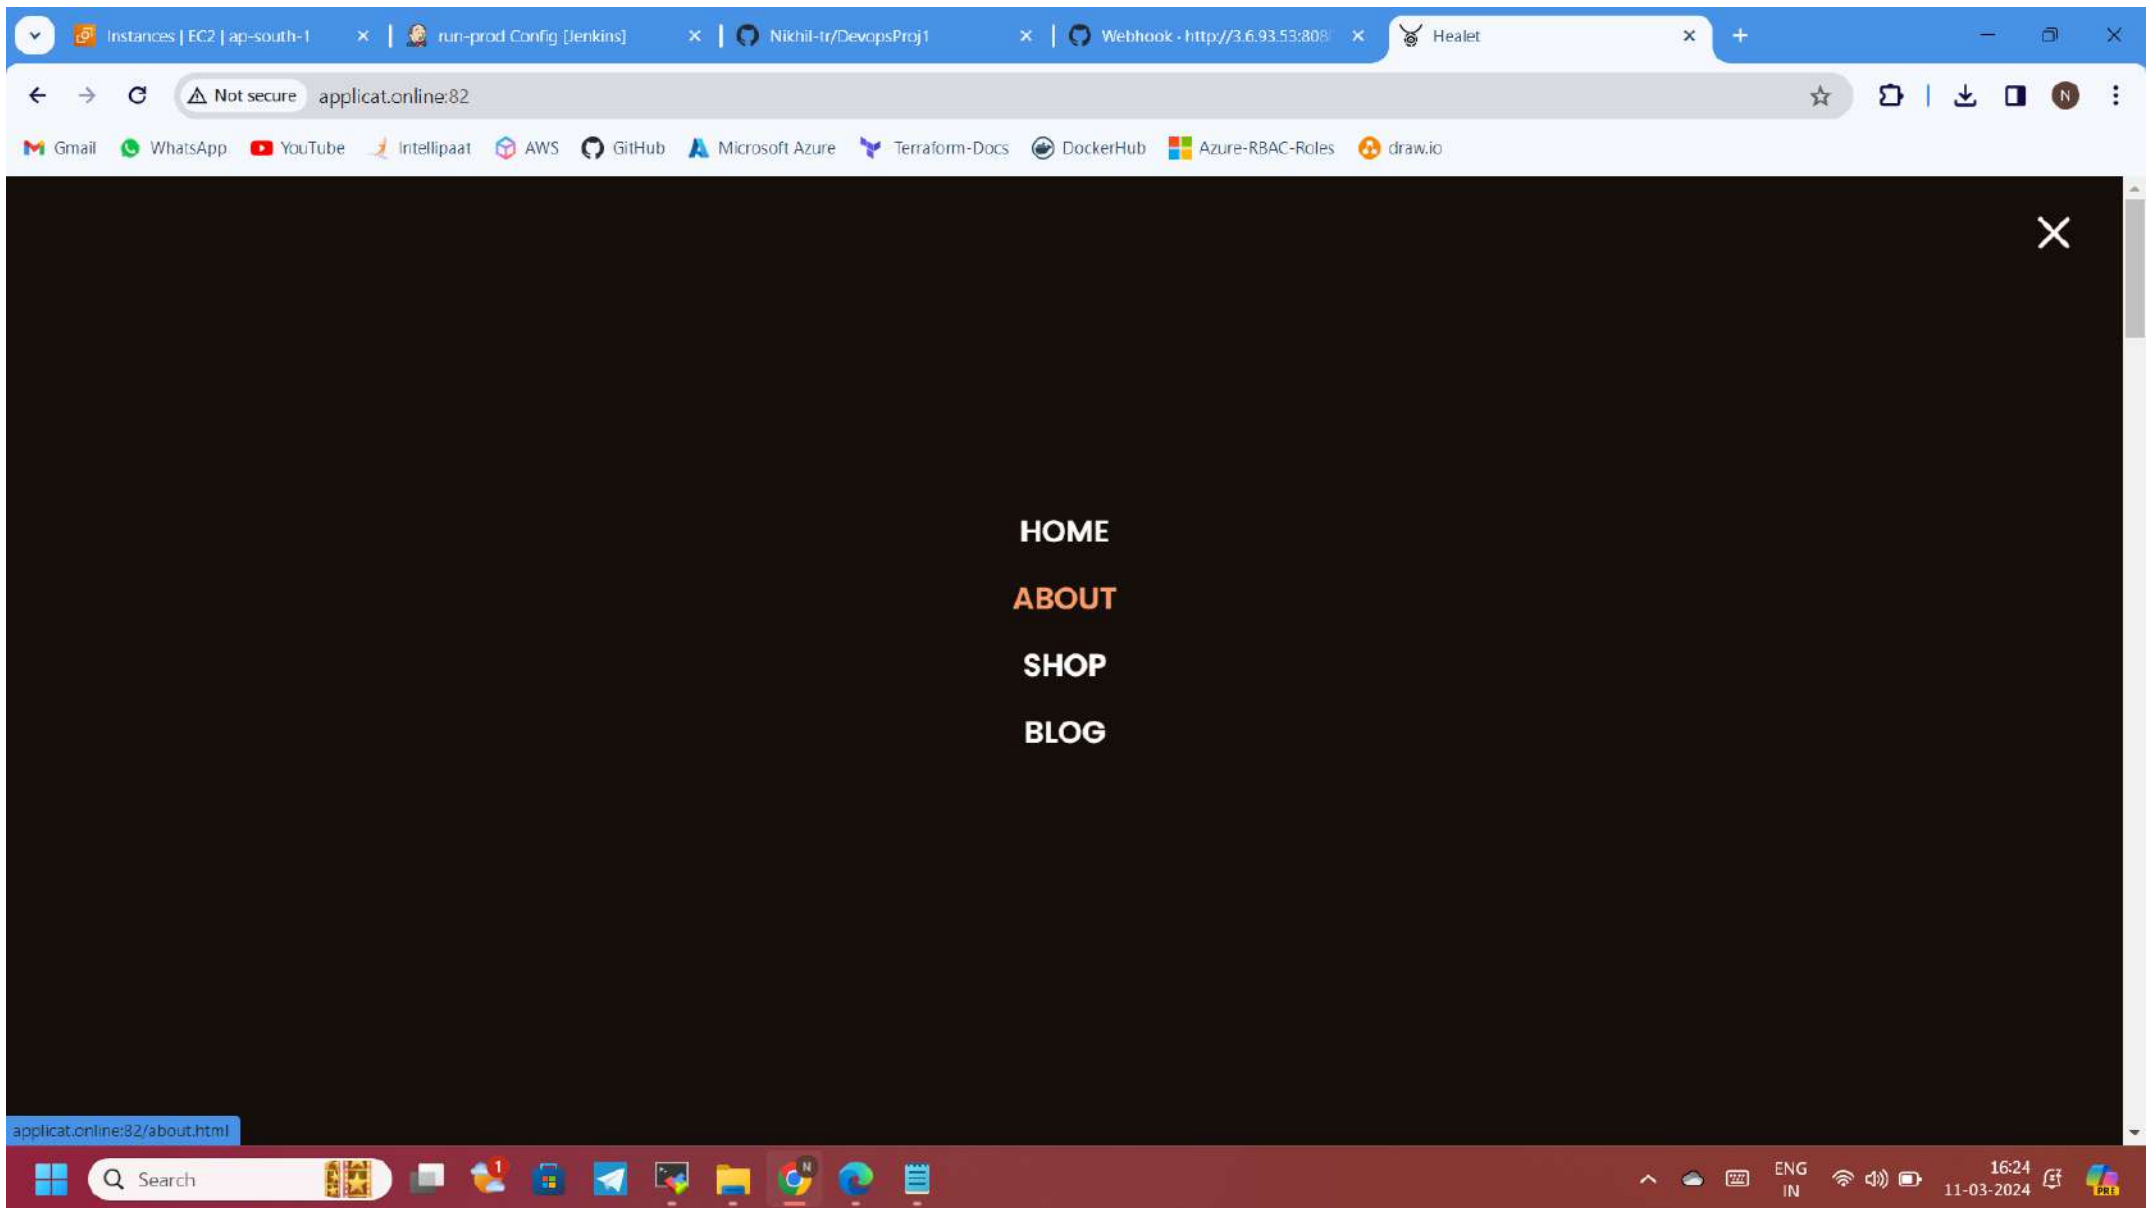 Instances | EC2 | ap-south-1
run-prod Config [Jenkins]
Nikhil-tr/DevopsProj1
Webhook · http://3.6.93.53:808
Healet
Not secure applicat.online:82
N
Gmail WhatsApp YouTube Intellipaat AWS GitHub Microsoft Azure Terraform-Docs DockerHub Azure-RBAC-Roles draw.io
HOME
ABOUT
SHOP
BLOG
applicat.online:82/about.html
Search
1
N
ENG
IN
16:24
11-03-2024
PRE